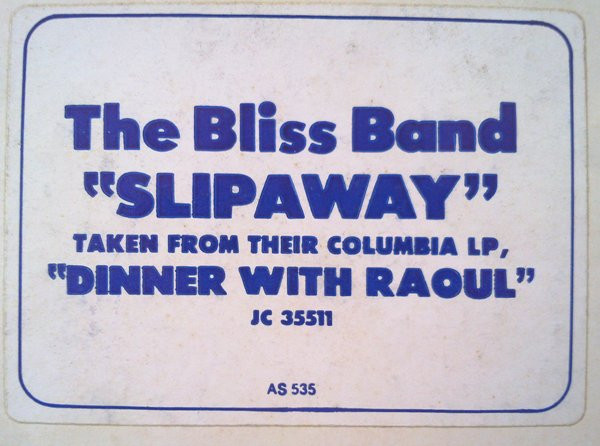 The Bliss Band
“SLIPAWAY”
TAKEN FROM THEIR COLUMBIA LP,
“DINNER WITH RAOUL”
JC 35511
AS 535